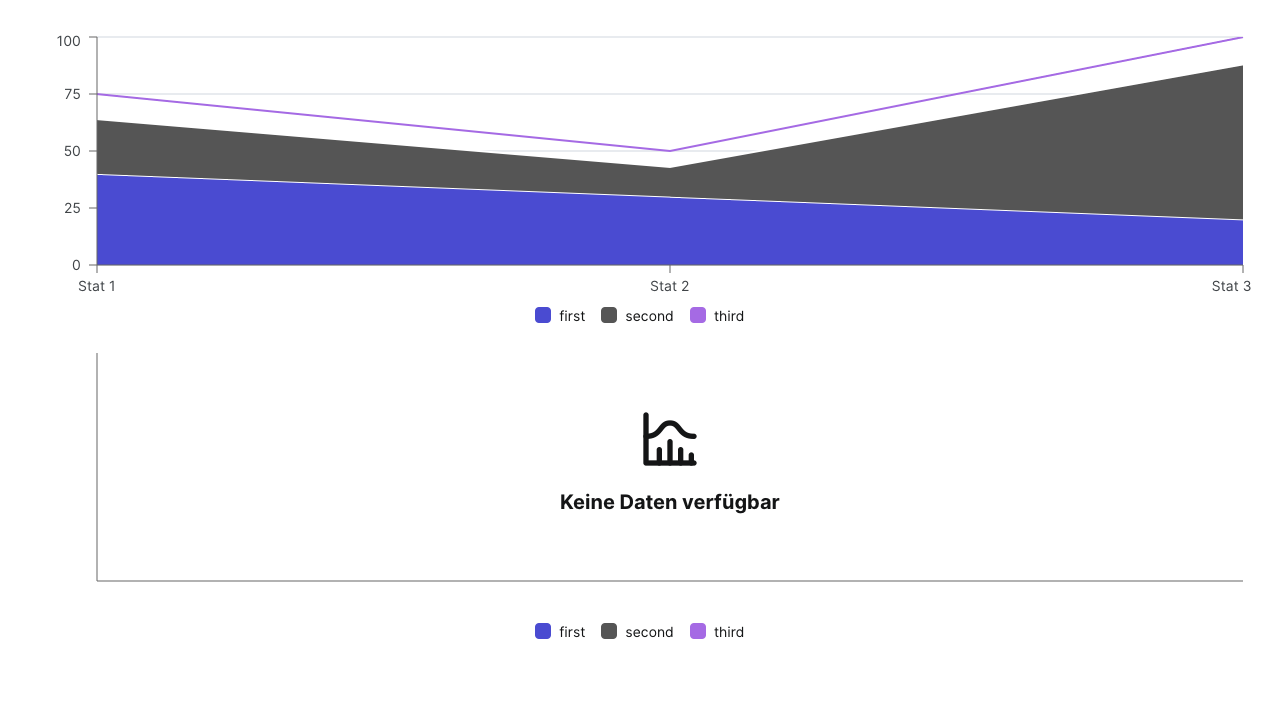 100
75
50
25
0
Stat 1 Stat 2 Stat 3
first second third
Keine Daten verfügbar
first second third